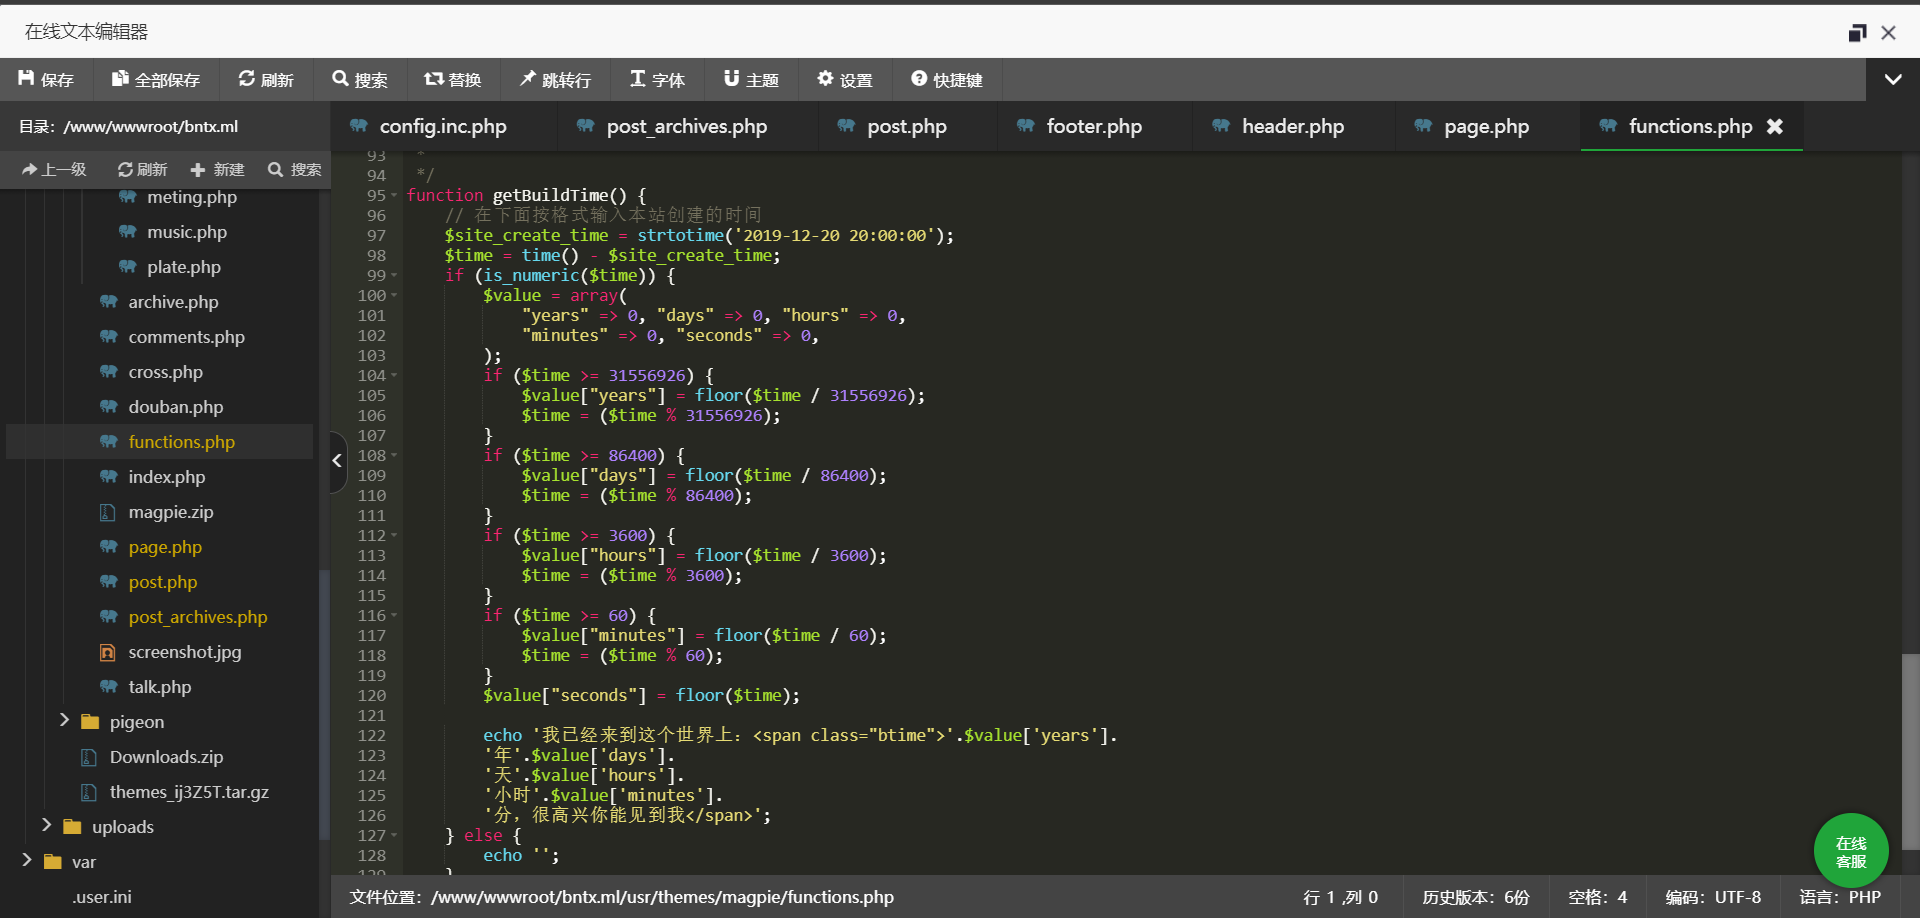 在线文本编辑器
保存 全部保存 刷新 搜索 替换 跳转行 字体 主题 设置 快捷键
目录：/www/wwwroot/bntx.ml
config.inc.php post_archives.php post.php footer.php header.php page.php functions.php
上一级 刷新 新建 搜索
meting.php
music.php
plate.php
archive.php
comments.php
cross.php
douban.php
functions.php
index.php
magpie.zip
page.php
post.php
post_archives.php
screenshot.jpg
talk.php
pigeon
Downloads.zip
themes_ij3Z5T.tar.gz
uploads
var
.user.ini
93 *
94 */
95 function getBuildTime() {
96 // 在下面按格式输入本站创建的时间
97 $site_create_time = strtotime('2019-12-20 20:00:00');
98 $time = time() - $site_create_time;
99 if (is_numeric($time)) {
100 $value = array(
101 "years" => 0, "days" => 0, "hours" => 0,
102 "minutes" => 0, "seconds" => 0,
103 );
104 if ($time >= 31556926) {
105 $value["years"] = floor($time / 31556926);
106 $time = ($time % 31556926);
107 }
108 if ($time >= 86400) {
109 $value["days"] = floor($time / 86400);
110 $time = ($time % 86400);
111 }
112 if ($time >= 3600) {
113 $value["hours"] = floor($time / 3600);
114 $time = ($time % 3600);
115 }
116 if ($time >= 60) {
117 $value["minutes"] = floor($time / 60);
118 $time = ($time % 60);
119 }
120 $value["seconds"] = floor($time);
121
122 echo '我已经来到这个世界上：<span class="btime">'.$value['years'].
123 '年'.$value['days'].
124 '天'.$value['hours'].
125 '小时'.$value['minutes'].
126 '分，很高兴你能见到我</span>';
127 } else {
128 echo '';
129 }
在线
客服
文件位置：/www/wwwroot/bntx.ml/usr/themes/magpie/functions.php 行 1 ,列 0 历史版本：6份 空格：4 编码：UTF-8 语言：PHP